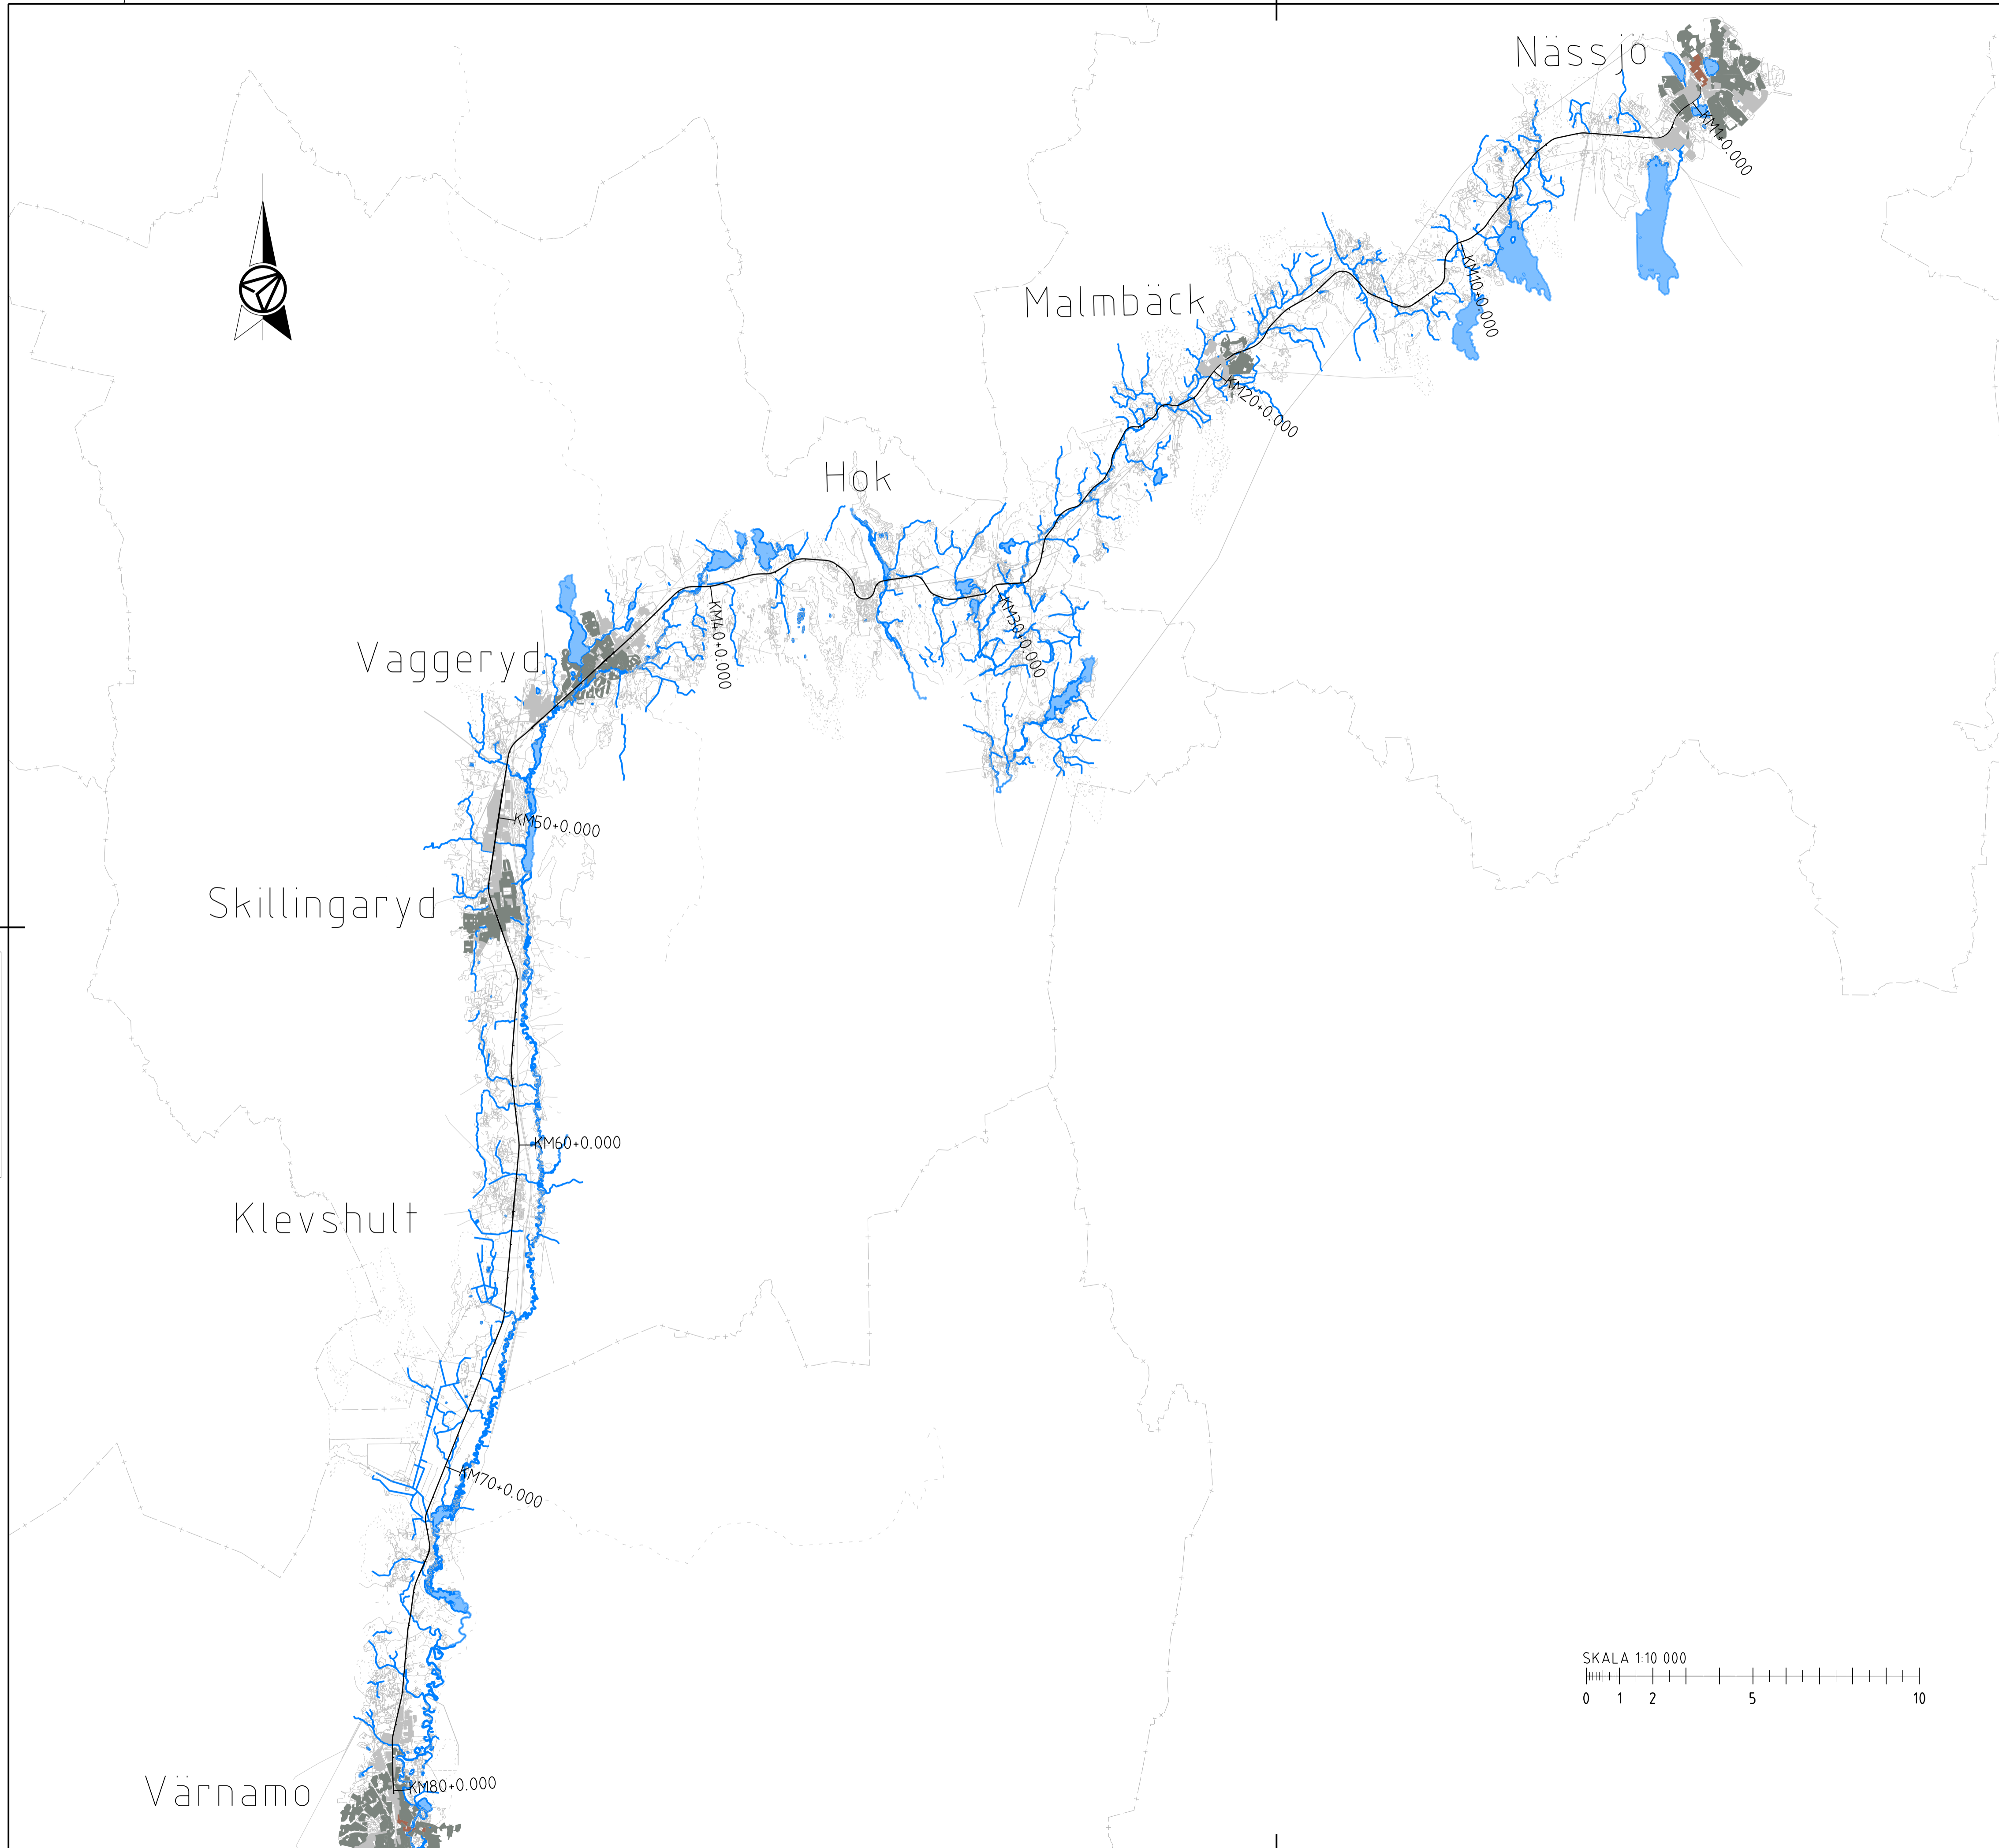 Nässjö
KM1+0.000
KM10+0.000
Malmbäck
KM20+0.000
Hok
KM30+0.000
KM40+0.000
Vaggeryd
KM50+0.000
Skillingaryd
KM60+0.000
Klevshult
KM70+0.000
SKALA 1:10 000
0 1 2 5 10
Värnamo
KM80+0.000